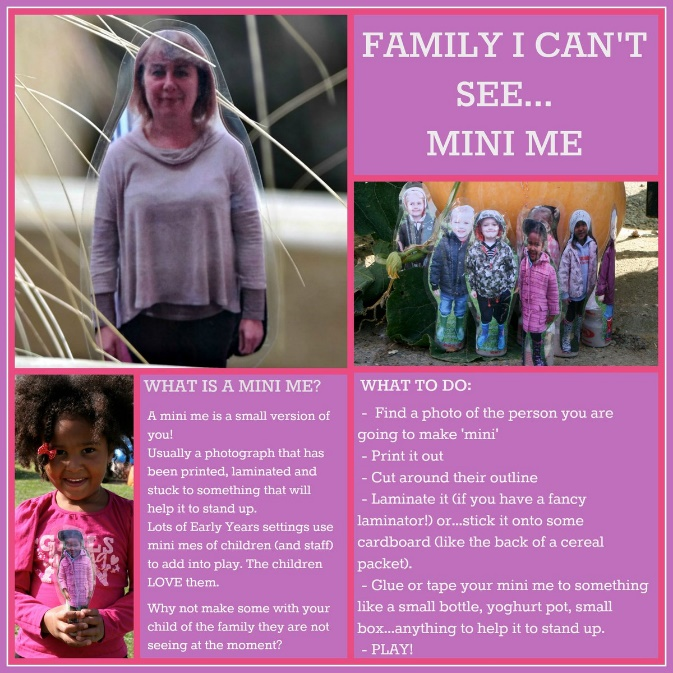 FAMILY I CAN'T
SEE...
MINI ME
WHAT IS A MINI ME?
A mini me is a small version of
you!
Usually a photograph that has
been printed, laminated and
stuck to something that will
help it to stand up.
Lots of Early Years settings use
mini mes of children (and staff)
to add into play. The children
LOVE them.
Why not make some with your
child of the family they are not
seeing at the moment?
WHAT TO DO:
- Find a photo of the person you are
going to make 'mini'
- Print it out
- Cut around their outline
- Laminate it (if you have a fancy
laminator!) or...stick it onto some
cardboard (like the back of a cereal
packet).
- Glue or tape your mini me to something
like a small bottle, yoghurt pot, small
box...anything to help it to stand up.
- PLAY!